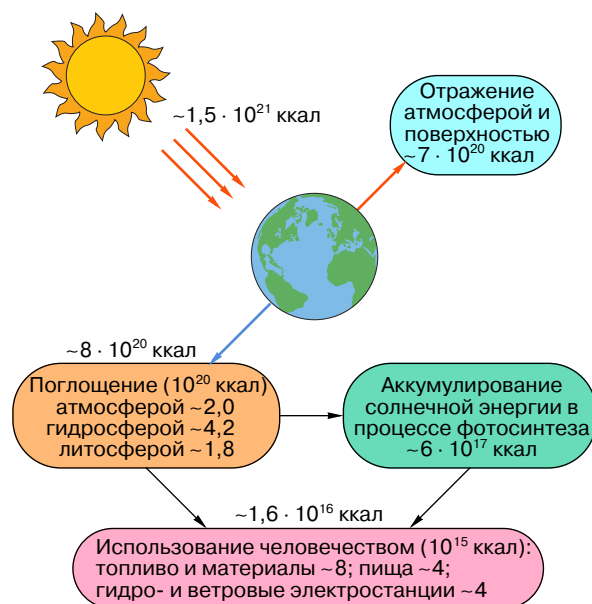 ~1,5 · 10²¹ ккал
Отражение
атмосферой и
поверхностью
~7 · 10²⁰ ккал
~8 · 10²⁰ ккал
Поглощение (10²⁰ ккал)
атмосферой ~2,0
гидросферой ~4,2
литосферой ~1,8
Аккумулирование
солнечной энергии в
процессе фотосинтеза
~6 · 10¹⁷ ккал
~1,6 · 10¹⁶ ккал
Использование человечеством (10¹⁵ ккал):
топливо и материалы ~8; пища ~4;
гидро- и ветровые электростанции ~4